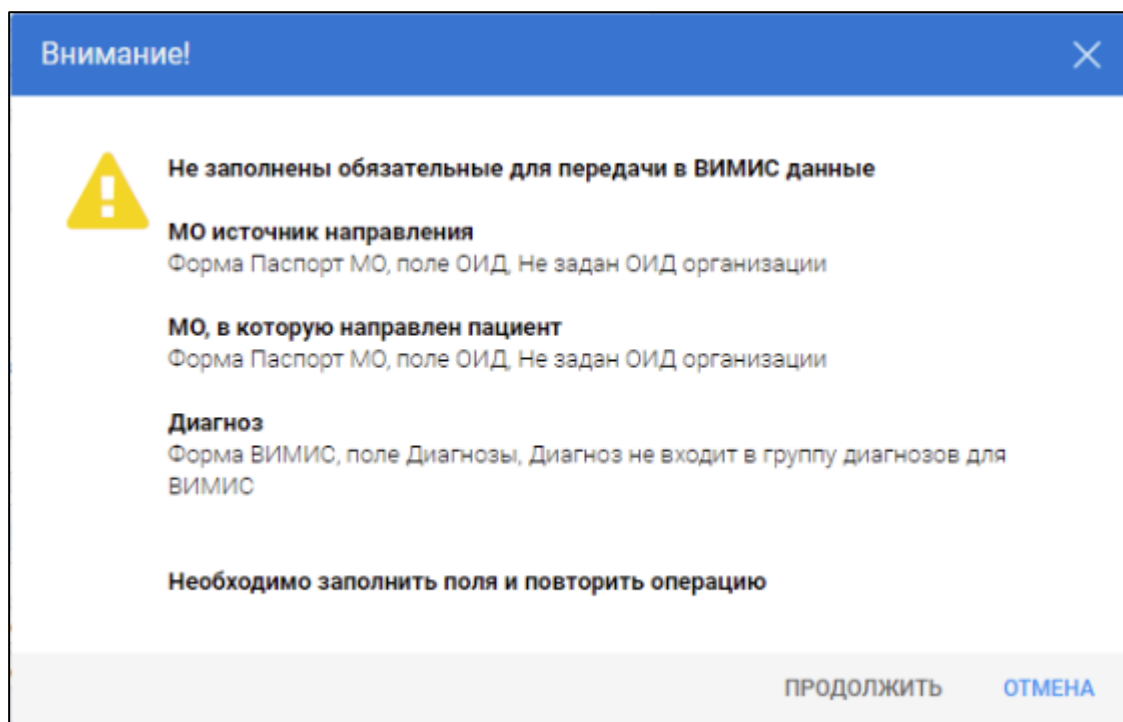 Внимание!
Не заполнены обязательные для передачи в ВИМИС данные
МО источник направления
Форма Паспорт МО, поле ОИД, Не задан ОИД организации
МО, в которую направлен пациент
Форма Паспорт МО, поле ОИД, Не задан ОИД организации
Диагноз
Форма ВИМИС, поле Диагнозы, Диагноз не входит в группу диагнозов для
ВИМИС
Необходимо заполнить поля и повторить операцию
ПРОДОЛЖИТЬ ОТМЕНА